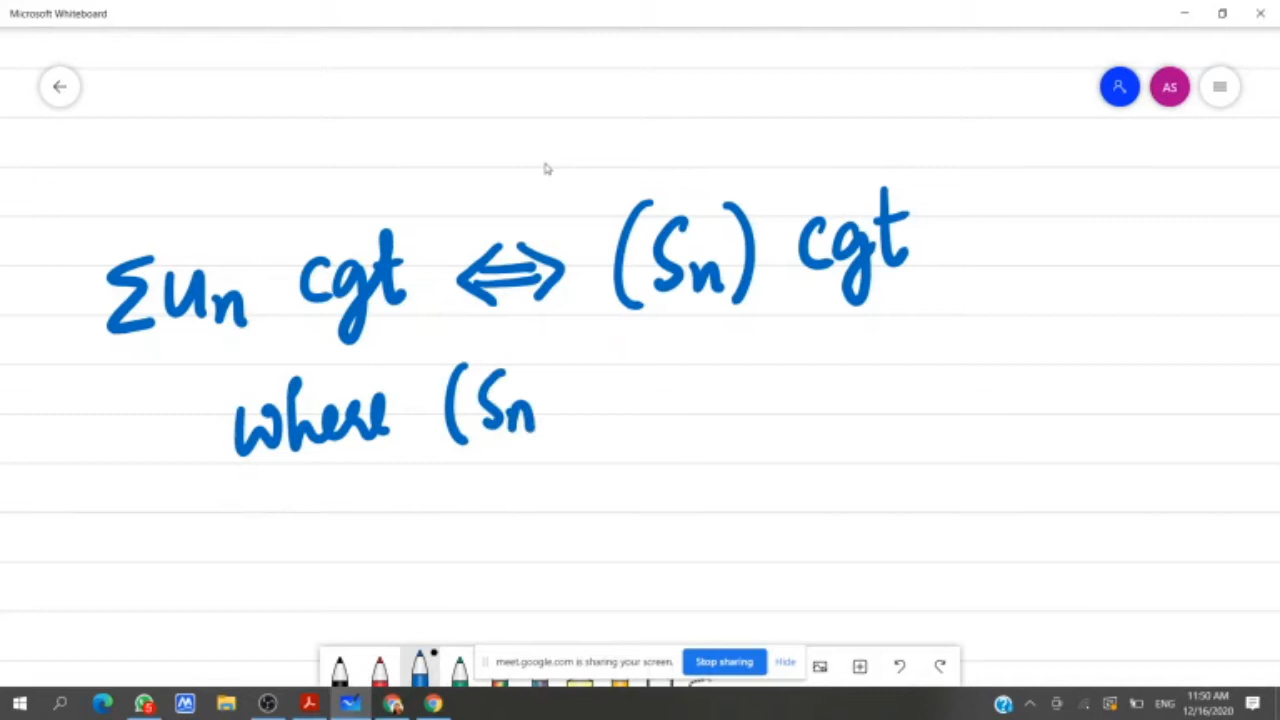 Microsoft Whiteboard
AS
Σun cgt ⇔ (Sn) cgt
where (Sn
meet.google.com is sharing your screen. Stop sharing Hide
5
ENG 11:50 AM
12/16/2020